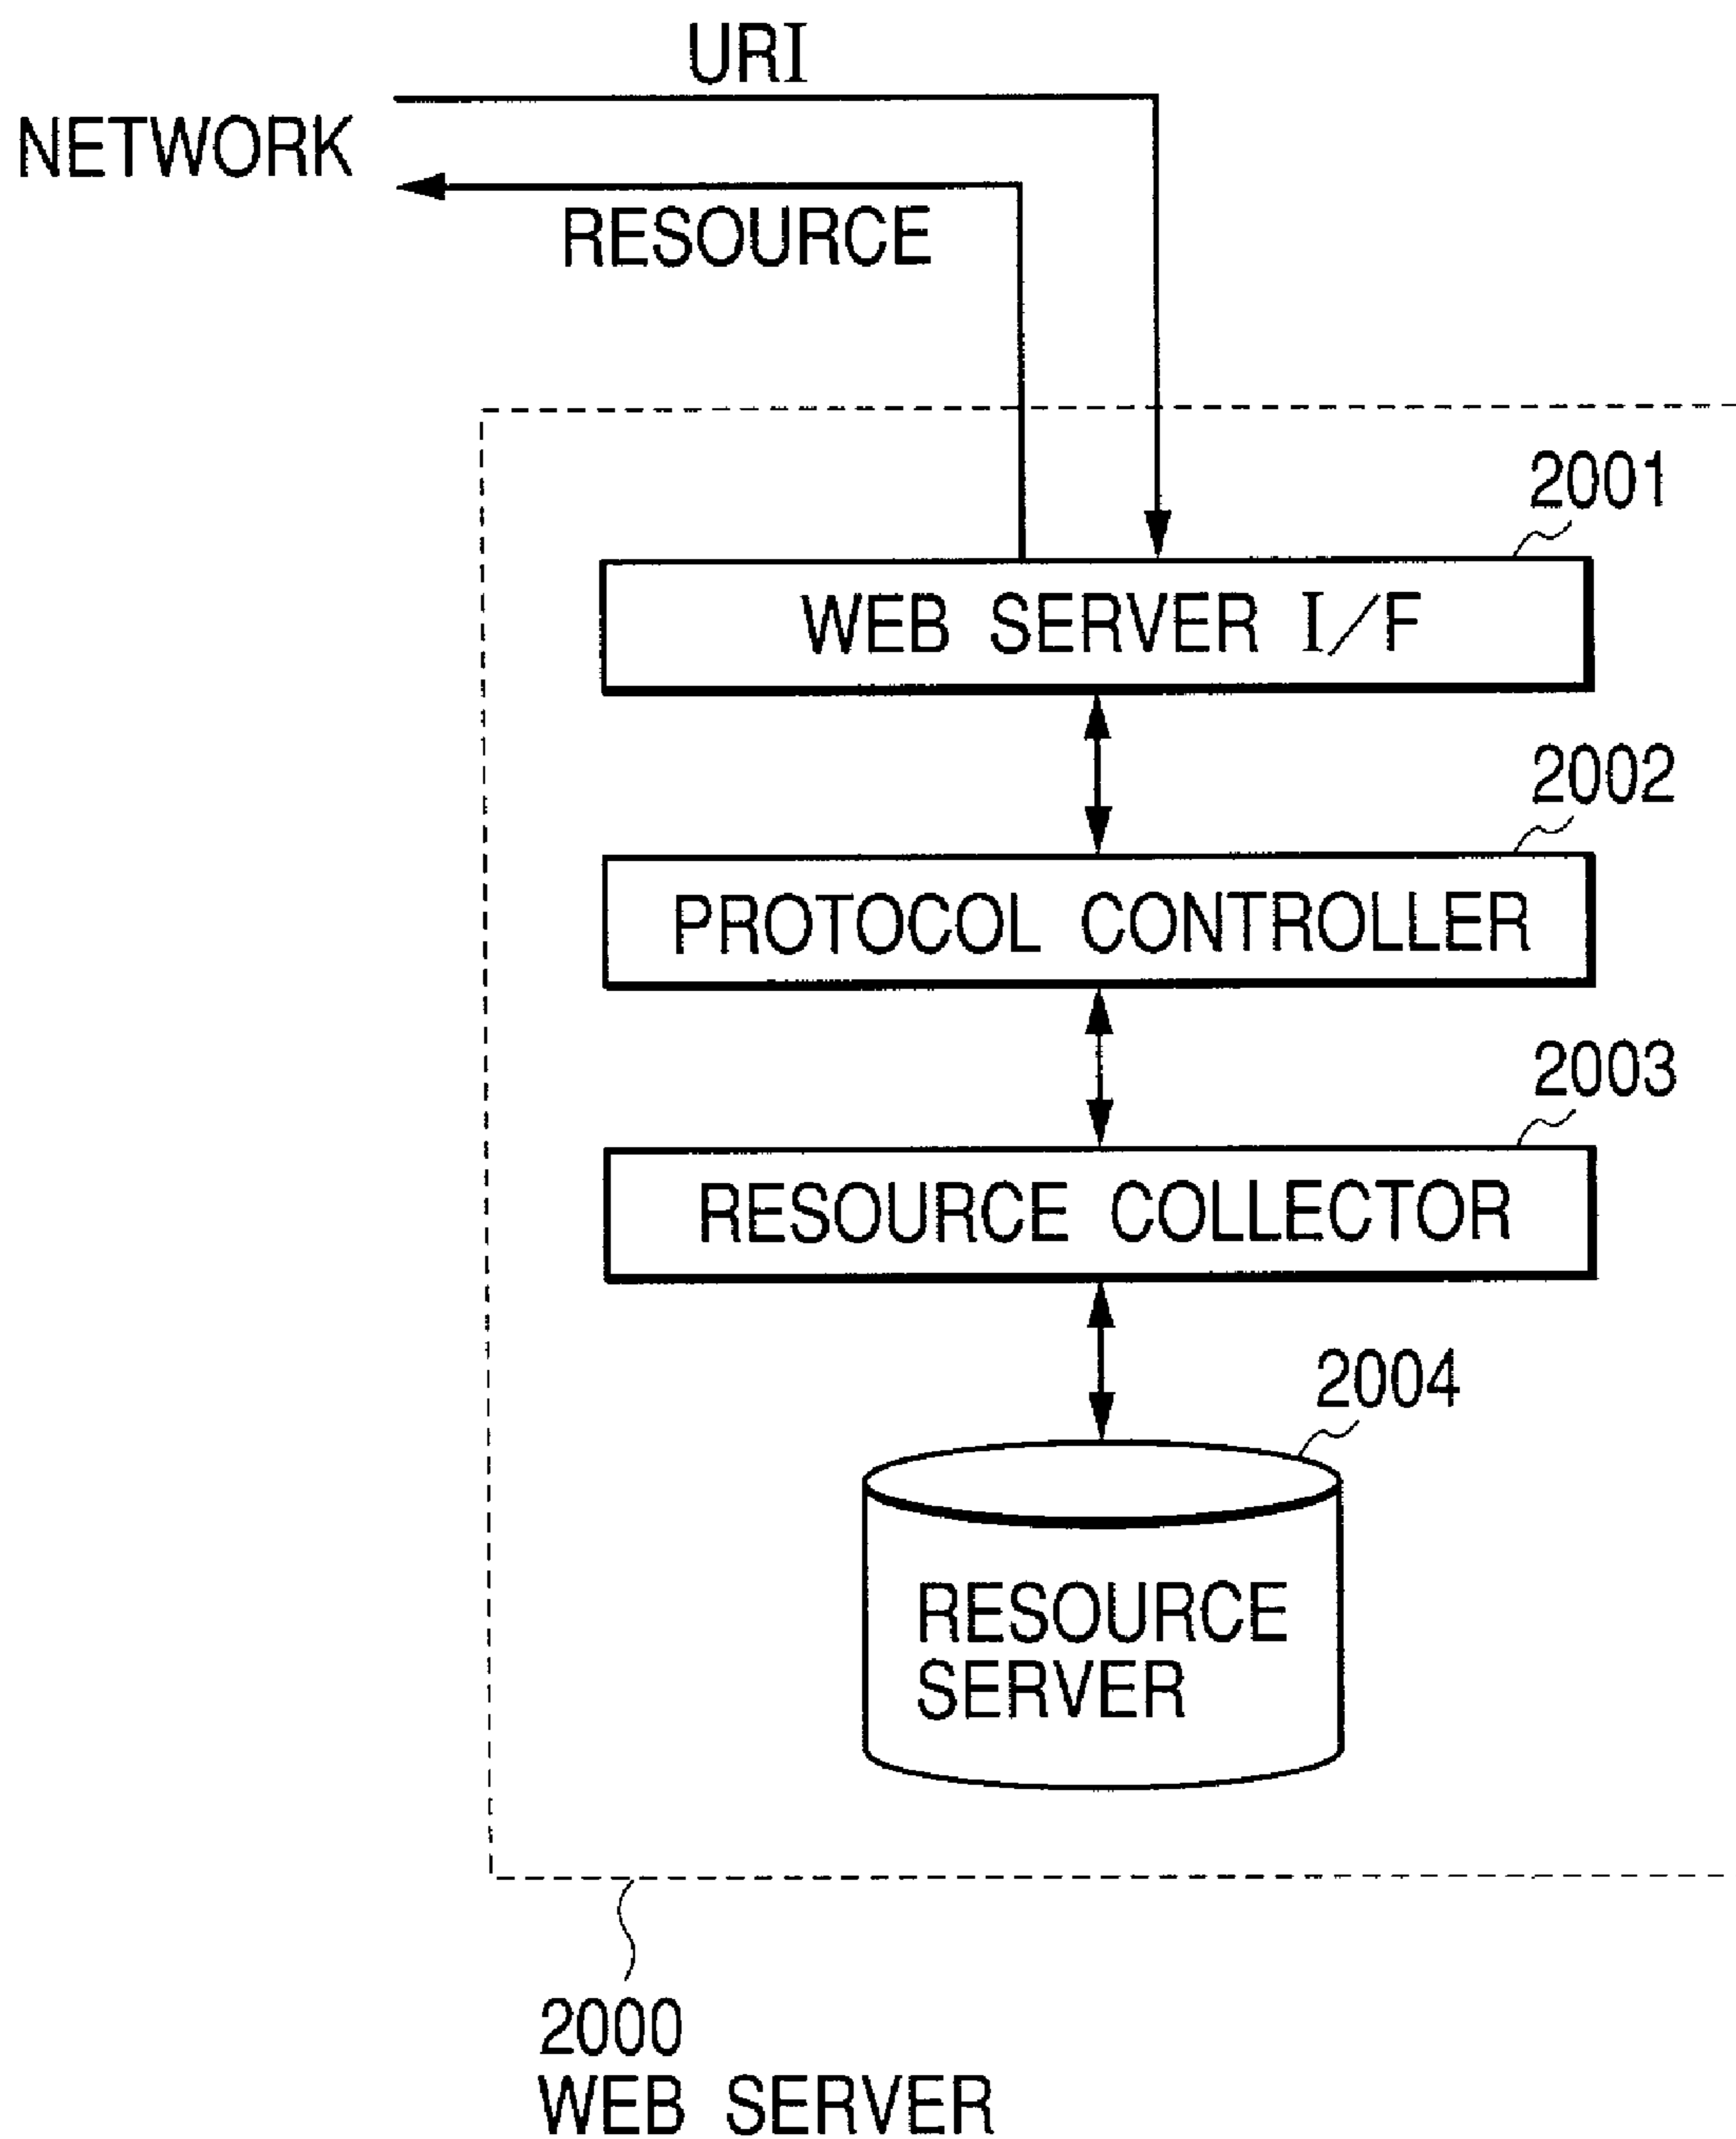 URI
NETWORK
RESOURCE
2001
WEB SERVER I/F
2002
PROTOCOL CONTROLLER
2003
RESOURCE COLLECTOR
2004
RESOURCE
SERVER
2000
WEB SERVER